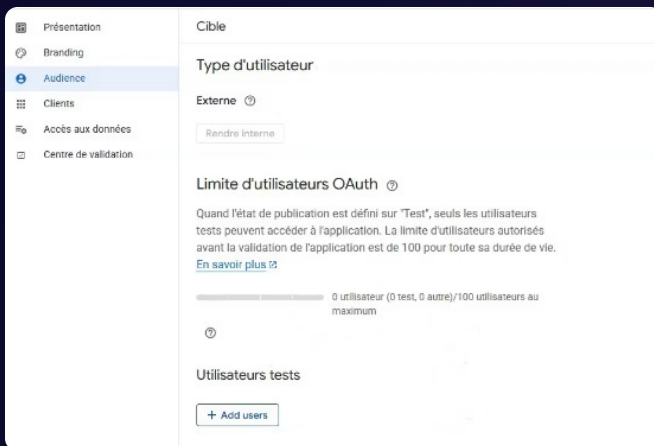 Présentation
Branding
Audience
Clients
Accès aux données
Centre de validation
Cible
Type d'utilisateur
Externe
Rendre interne
Limite d'utilisateurs OAuth
Quand l'état de publication est défini sur "Test", seuls les utilisateurs
tests peuvent accéder à l'application. La limite d'utilisateurs autorisés
avant la validation de l'application est de 100 pour toute sa durée de vie.
En savoir plus
0 utilisateur (0 test, 0 autre)/100 utilisateurs au
maximum
Utilisateurs tests
+ Add users